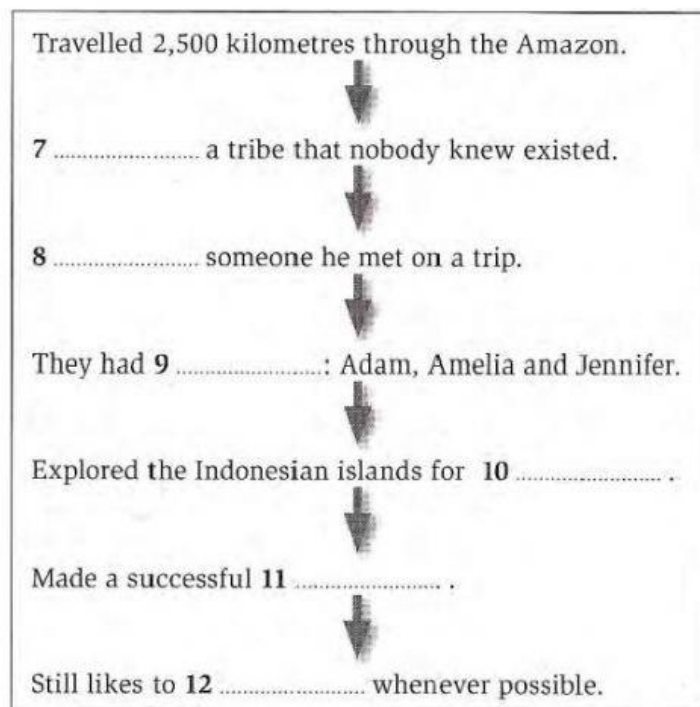 Travelled 2,500 kilometres through the Amazon.
7 ........................ a tribe that nobody knew existed.
8 ........................ someone he met on a trip.
They had 9 ........................: Adam, Amelia and Jennifer.
Explored the Indonesian islands for 10 ........................ .
Made a successful 11 ........................ .
Still likes to 12 ........................ whenever possible.